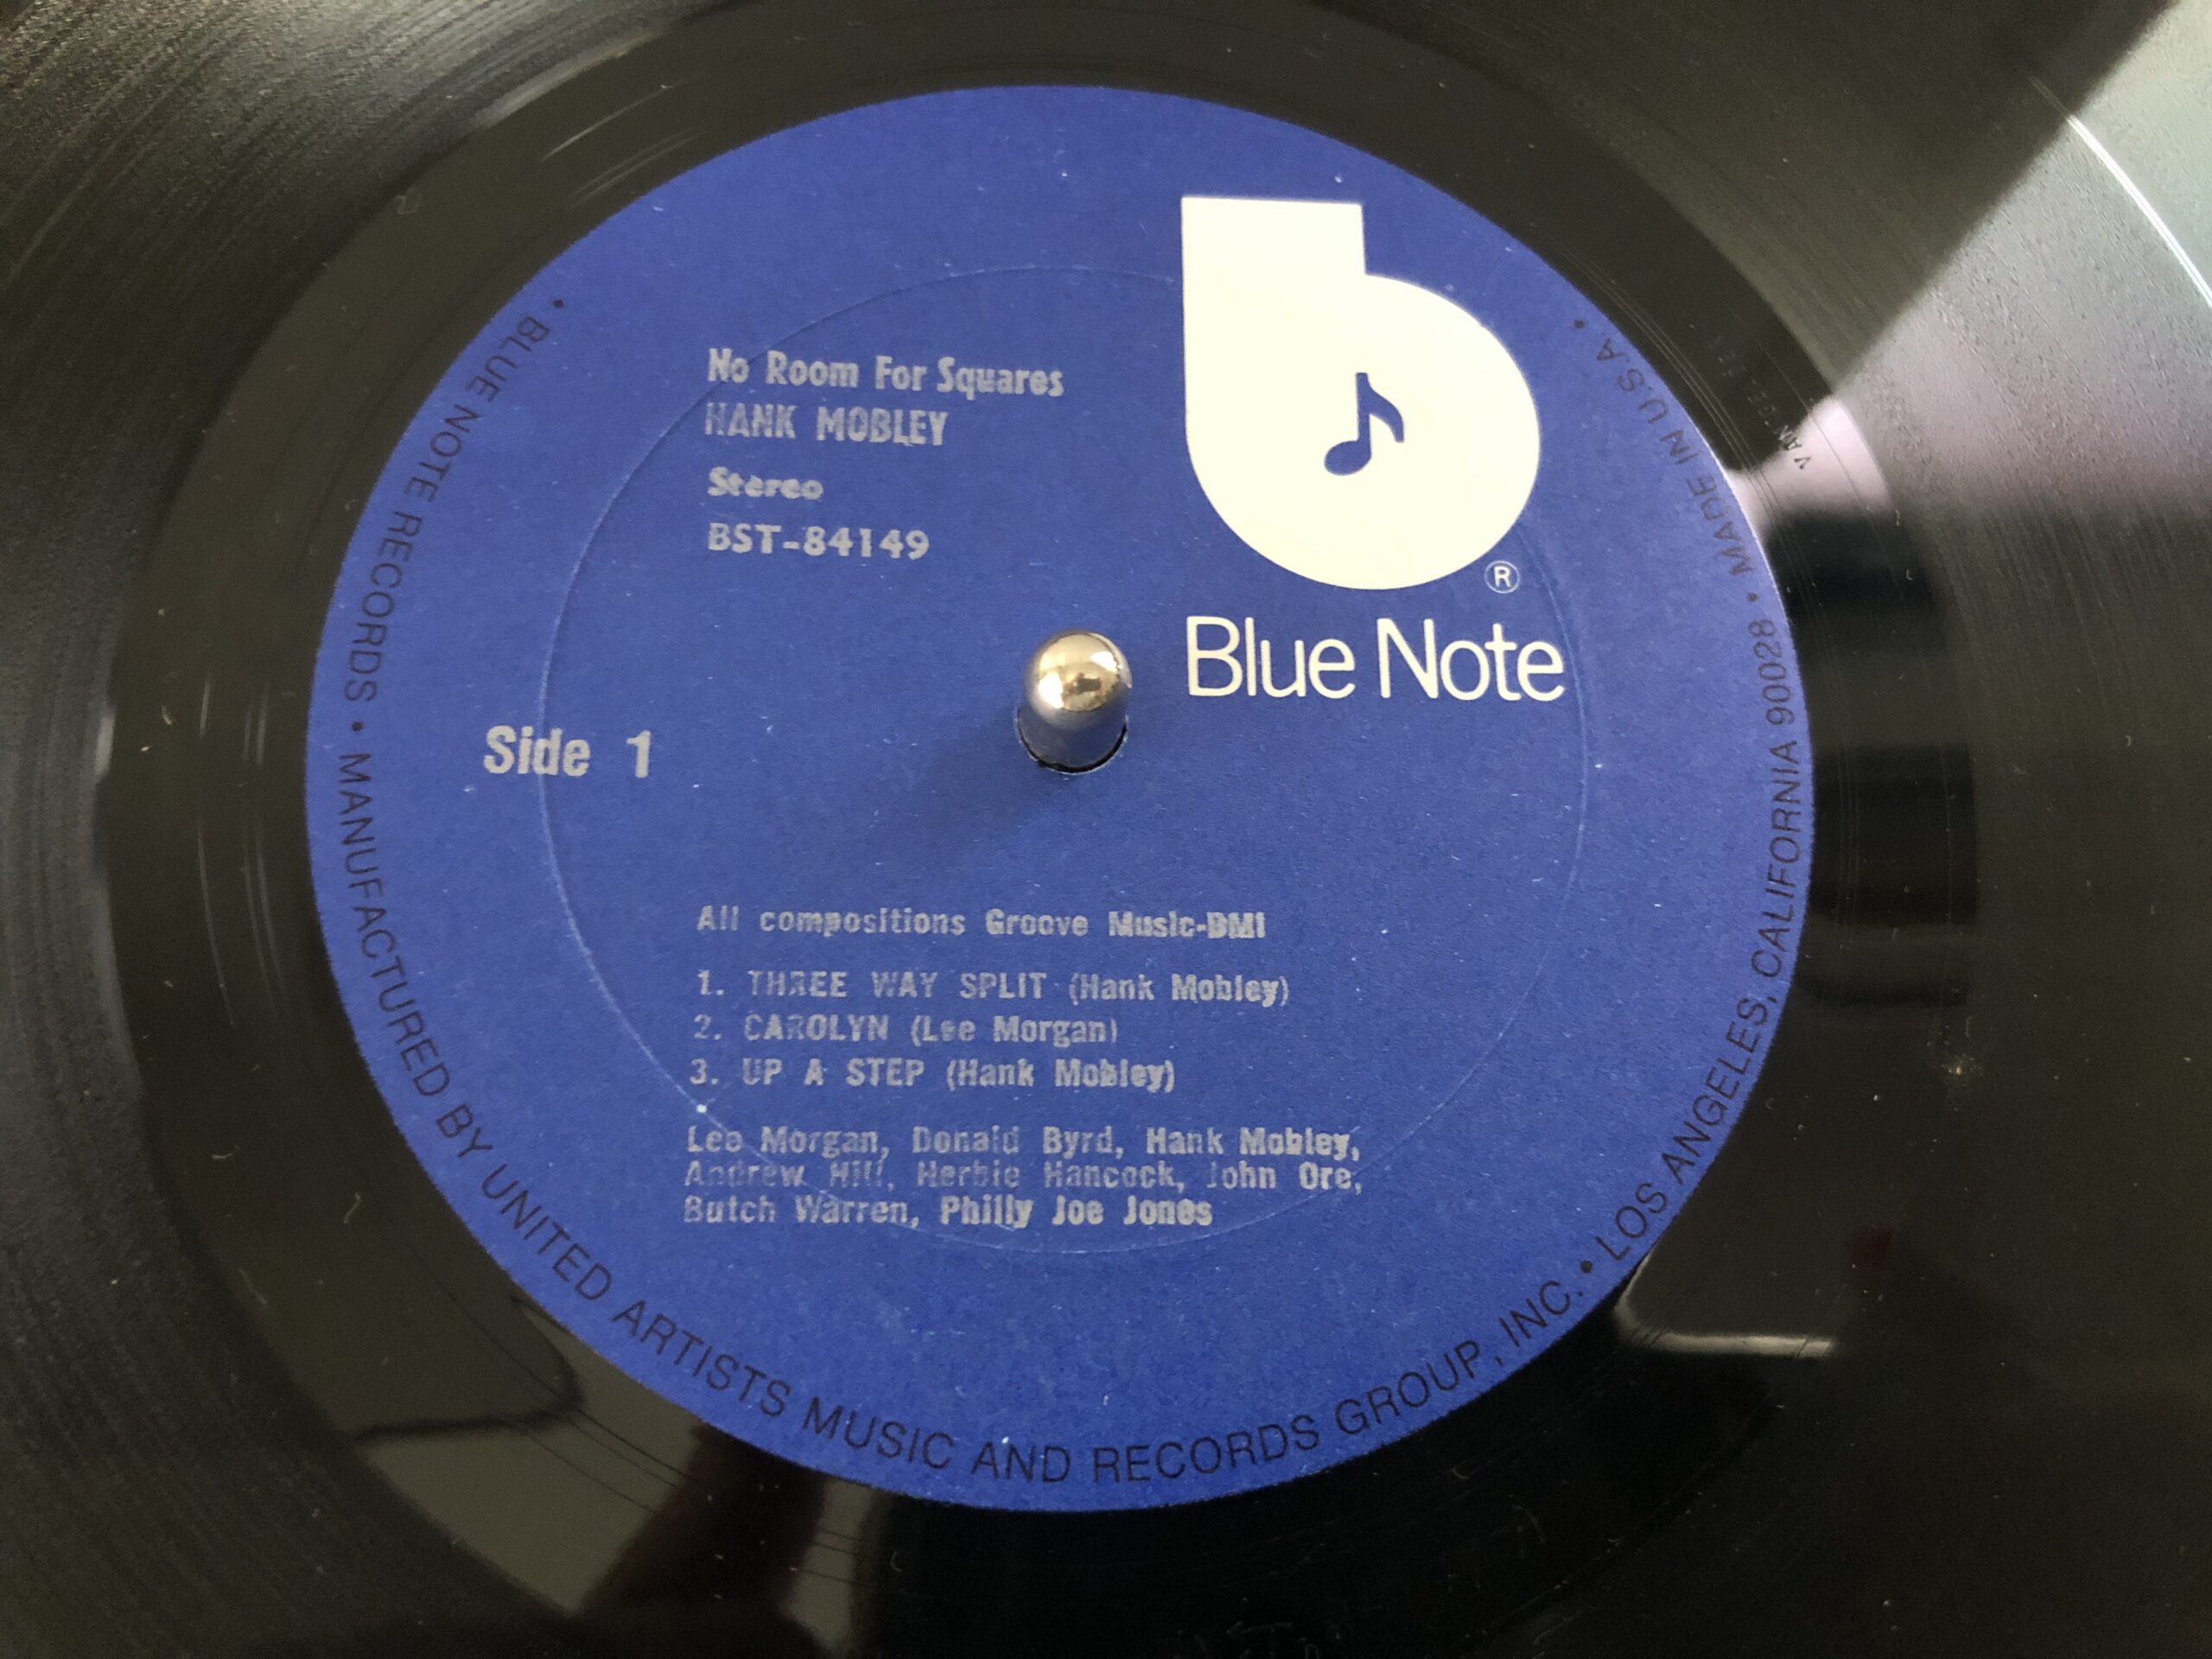 No Room For Squares
HANK MOBLEY
Stereo
BST-84149
®
Blue Note
Side 1
All compositions Groove Music-BMI
1. THREE WAY SPLIT (Hank Mobley)
2. CAROLYN (Lee Morgan)
3. UP A STEP (Hank Mobley)
Lee Morgan, Donald Byrd, Hank Mobley,
Andrew Hill, Herbie Hancock, John Ore,
Butch Warren, Philly Joe Jones
• BLUE NOTE RECORDS • MANUFACTURED BY UNITED ARTISTS MUSIC AND RECORDS GROUP, INC. • LOS ANGELES, CALIFORNIA 90028 • MADE IN U.S.A. •